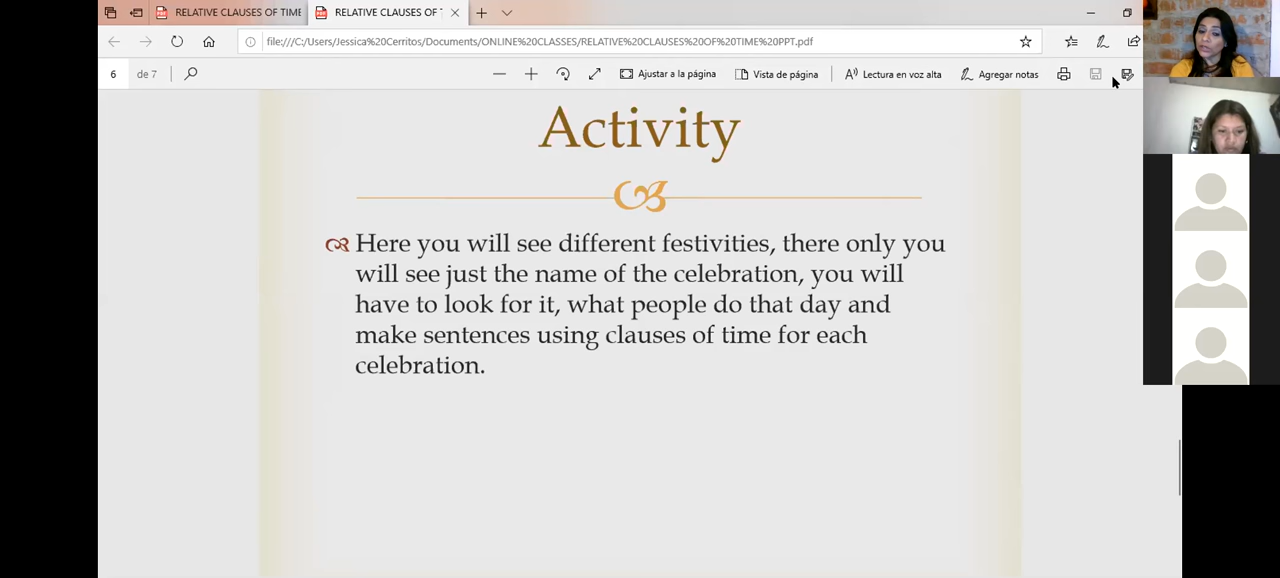 RELATIVE CLAUSES OF TIME
RELATIVE CLAUSES OF T
file:///C:/Users/Jessica%20Cerritos/Documents/ONLINE%20CLASSES/RELATIVE%20CLAUSES%20OF%20TIME%20PPT.pdf
6 de 7
Ajustar a la página
Vista de página
Lectura en voz alta
Agregar notas
Activity
Here you will see different festivities, there only you
will see just the name of the celebration, you will
have to look for it, what people do that day and
make sentences using clauses of time for each
celebration.